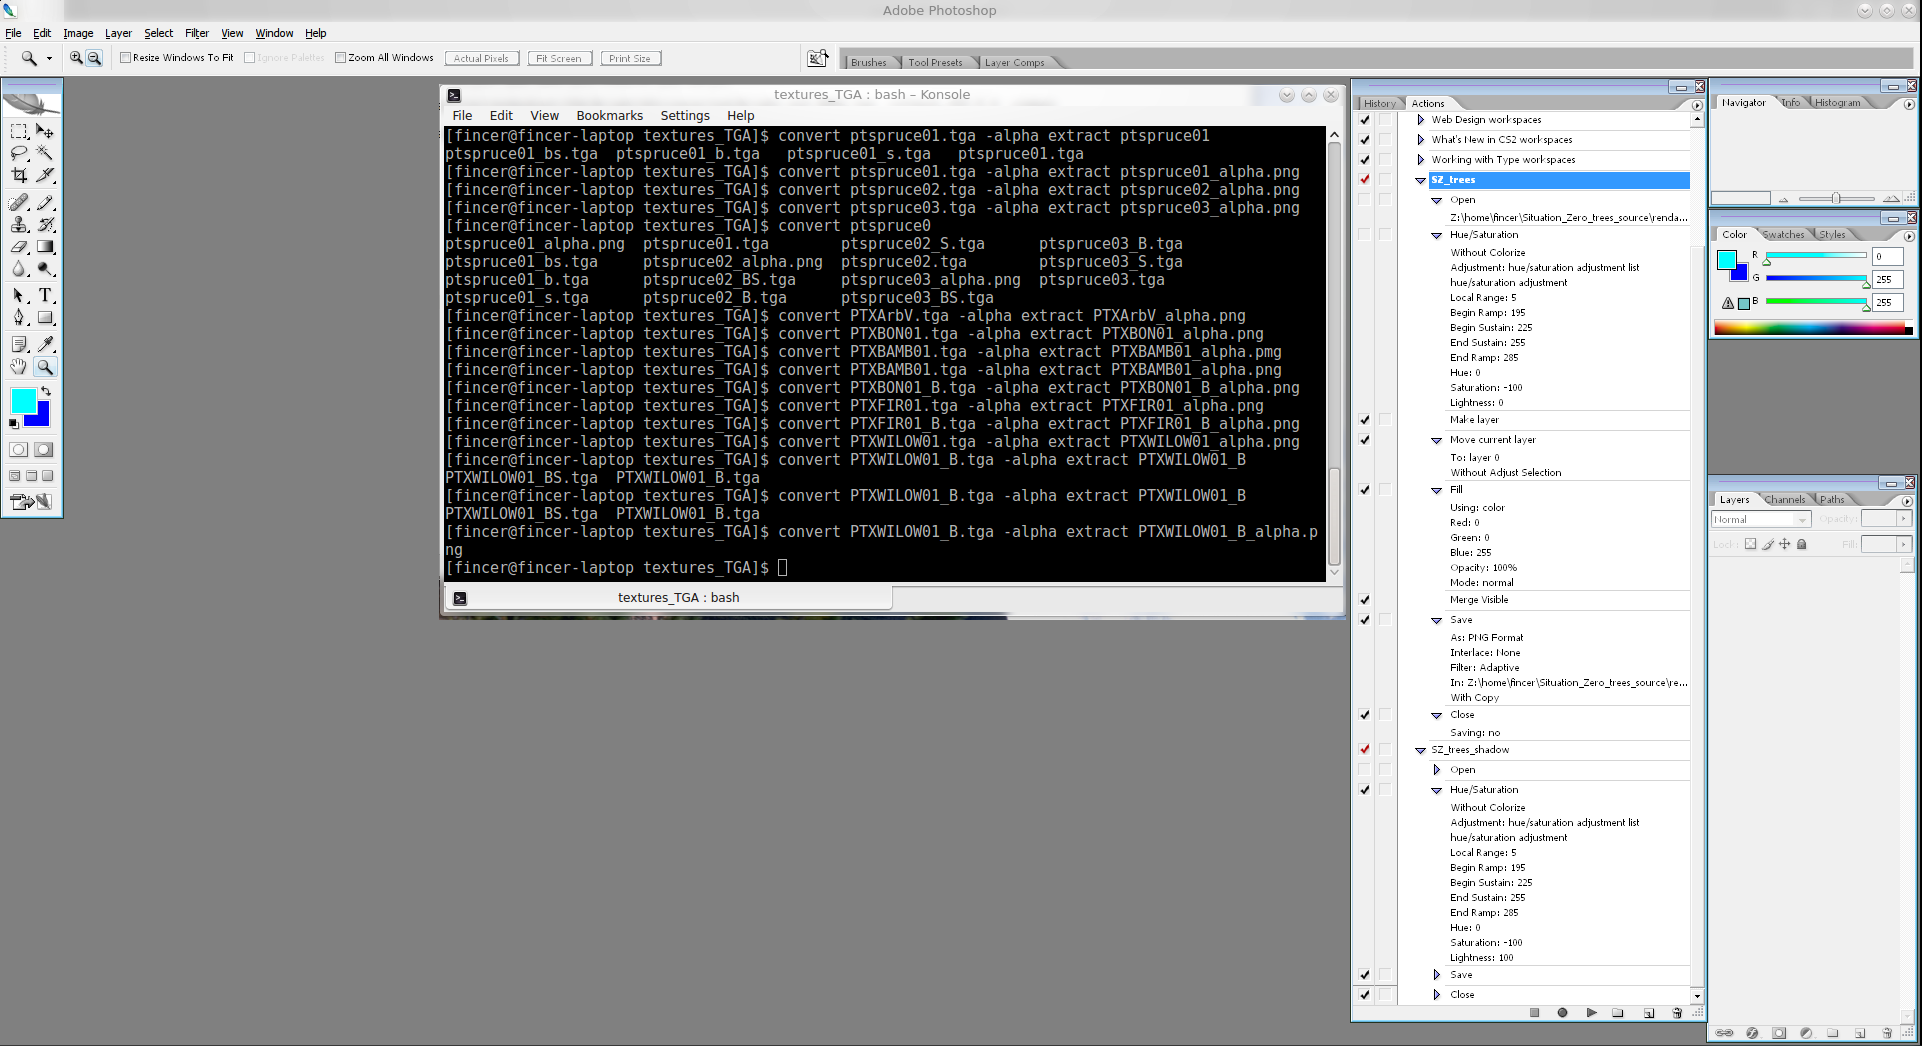 Adobe Photoshop
File Edit Image Layer Select Filter View Window Help
Resize Windows To Fit Ignore Palettes Zoom All Windows Actual Pixels Fit Screen Print Size Brushes Tool Presets Layer Comps
textures_TGA : bash – Konsole
File Edit View Bookmarks Settings Help
[fincer@fincer-laptop textures_TGA]$ convert ptspruce01.tga -alpha extract ptspruce01
ptspruce01_bs.tga ptspruce01_b.tga ptspruce01_s.tga ptspruce01.tga
[fincer@fincer-laptop textures_TGA]$ convert ptspruce01.tga -alpha extract ptspruce01_alpha.png
[fincer@fincer-laptop textures_TGA]$ convert ptspruce02.tga -alpha extract ptspruce02_alpha.png
[fincer@fincer-laptop textures_TGA]$ convert ptspruce03.tga -alpha extract ptspruce03_alpha.png
[fincer@fincer-laptop textures_TGA]$ convert ptspruce0
ptspruce01_alpha.png ptspruce01.tga ptspruce02_S.tga ptspruce03_B.tga
ptspruce01_bs.tga ptspruce02_alpha.png ptspruce02.tga ptspruce03_S.tga
ptspruce01_b.tga ptspruce02_BS.tga ptspruce03_alpha.png ptspruce03.tga
ptspruce01_s.tga ptspruce02_B.tga ptspruce03_BS.tga
[fincer@fincer-laptop textures_TGA]$ convert PTXArbV.tga -alpha extract PTXArbV_alpha.png
[fincer@fincer-laptop textures_TGA]$ convert PTXBON01.tga -alpha extract PTXBON01_alpha.png
[fincer@fincer-laptop textures_TGA]$ convert PTXBAMB01.tga -alpha extract PTXBAMB01_alpha.pmg
[fincer@fincer-laptop textures_TGA]$ convert PTXBAMB01.tga -alpha extract PTXBAMB01_alpha.png
[fincer@fincer-laptop textures_TGA]$ convert PTXBON01_B.tga -alpha extract PTXBON01_B_alpha.png
[fincer@fincer-laptop textures_TGA]$ convert PTXFIR01.tga -alpha extract PTXFIR01_alpha.png
[fincer@fincer-laptop textures_TGA]$ convert PTXFIR01_B.tga -alpha extract PTXFIR01_B_alpha.png
[fincer@fincer-laptop textures_TGA]$ convert PTXWILOW01.tga -alpha extract PTXWILOW01_alpha.png
[fincer@fincer-laptop textures_TGA]$ convert PTXWILOW01_B.tga -alpha extract PTXWILOW01_B
PTXWILOW01_BS.tga PTXWILOW01_B.tga
[fincer@fincer-laptop textures_TGA]$ convert PTXWILOW01_B.tga -alpha extract PTXWILOW01_B
PTXWILOW01_BS.tga PTXWILOW01_B.tga
[fincer@fincer-laptop textures_TGA]$ convert PTXWILOW01_B.tga -alpha extract PTXWILOW01_B_alpha.p
ng
[fincer@fincer-laptop textures_TGA]$
textures_TGA : bash
History Actions
Web Design workspaces
What's New in CS2 workspaces
Working with Type workspaces
SZ_trees
Open
Z:\home\fincer\Situation_Zero_trees_source\renda...
Hue/Saturation
Without Colorize
Adjustment: hue/saturation adjustment list
hue/saturation adjustment
Local Range: 5
Begin Ramp: 195
Begin Sustain: 225
End Sustain: 255
End Ramp: 285
Hue: 0
Saturation: -100
Lightness: 0
Make layer
Move current layer
To: layer 0
Without Adjust Selection
Fill
Using: color
Red: 0
Green: 0
Blue: 255
Opacity: 100%
Mode: normal
Merge Visible
Save
As: PNG Format
Interlace: None
Filter: Adaptive
In: Z:\home\fincer\Situation_Zero_trees_source\re...
With Copy
Close
Saving: no
SZ_trees_shadow
Open
Hue/Saturation
Without Colorize
Adjustment: hue/saturation adjustment list
hue/saturation adjustment
Local Range: 5
Begin Ramp: 195
Begin Sustain: 225
End Sustain: 255
End Ramp: 285
Hue: 0
Saturation: -100
Lightness: 100
Save
Close
Navigator Info Histogram
Color Swatches Styles
R 0
G 255
B 255
Layers Channels Paths
Normal Opacity:
Lock: Fill: